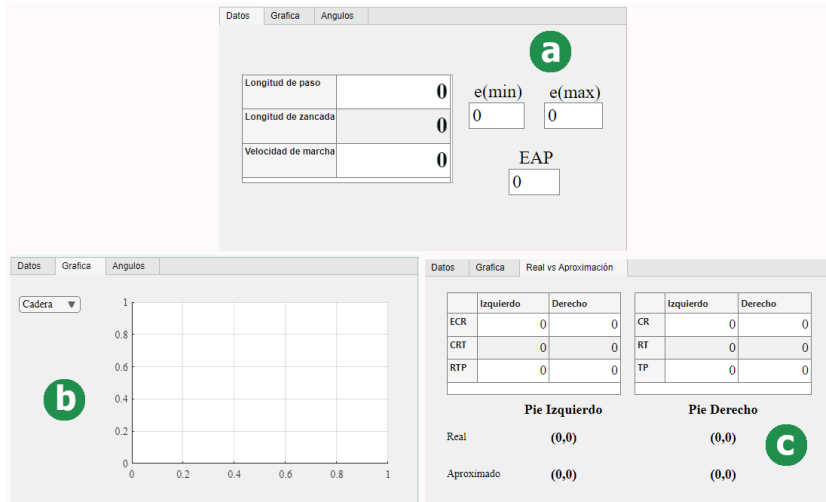 Datos Grafica Angulos
a
Longitud de paso 0
Longitud de zancada 0
Velocidad de marcha 0
e(min) e(max)
0 0
EAP
0
Datos Grafica Angulos
Cadera
1
0.8
0.6
0.4
0.2
0
0 0.2 0.4 0.6 0.8 1
b
Datos Grafica Real vs Aproximación
Izquierdo Derecho
ECR 0 0
CRT 0 0
RTP 0 0
Izquierdo Derecho
CR 0 0
RT 0 0
TP 0 0
Pie Izquierdo Pie Derecho
Real (0,0) (0,0)
Aproximado (0,0) (0,0)
c